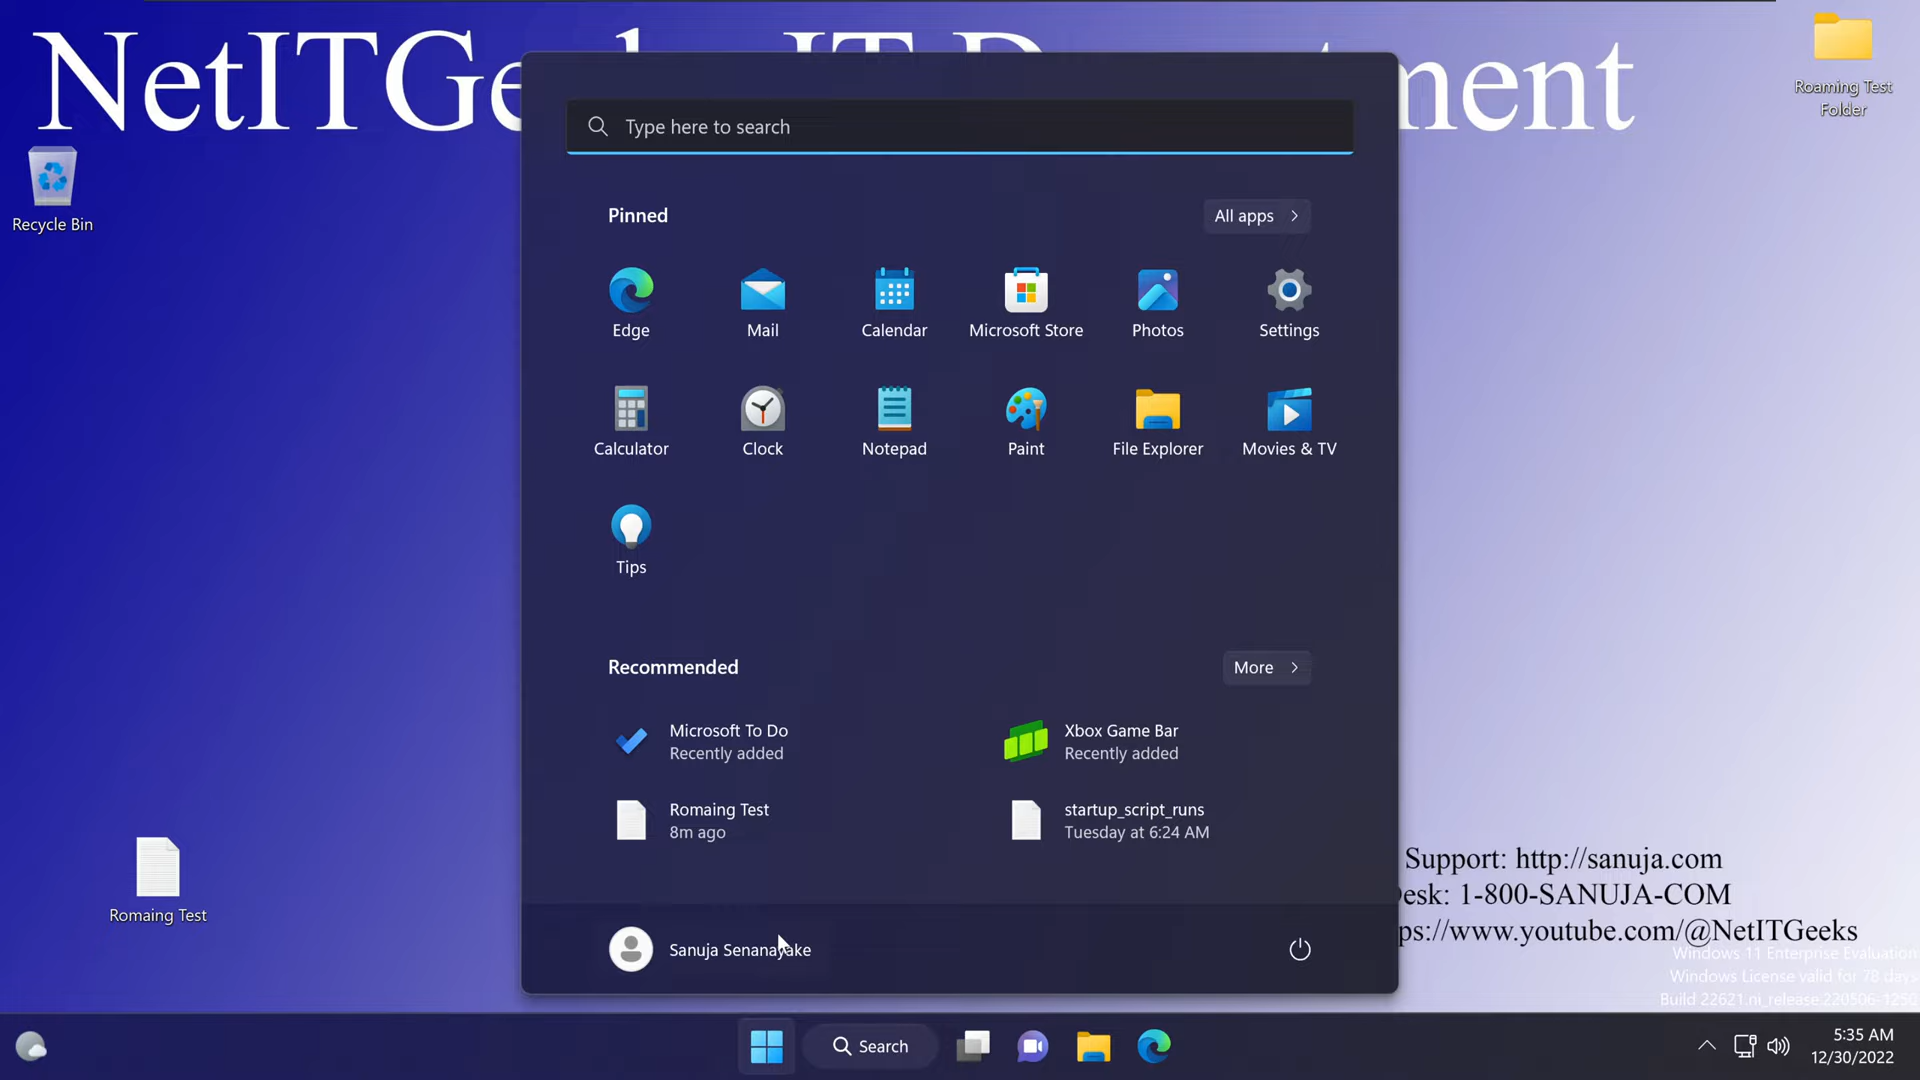 NetITGe
ment
Roaming Test
Folder
Recycle Bin
Type here to search
Pinned
All apps
Edge
Mail
Calendar
Microsoft Store
Photos
Settings
Calculator
Clock
Notepad
Paint
File Explorer
Movies & TV
Tips
Recommended
More
Microsoft To Do
Recently added
Xbox Game Bar
Recently added
Romaing Test
8m ago
startup_script_runs
Tuesday at 6:24 AM
Romaing Test
Sanuja Senanayake
Support: http://sanuja.com
esk: 1-800-SANUJA-COM
ps://www.youtube.com/@NetITGeeks
Windows 11 Enterprise Evaluation
Windows License valid for 78 days
Build 22621.ni_release.220506-1250
Search
5:35 AM
12/30/2022